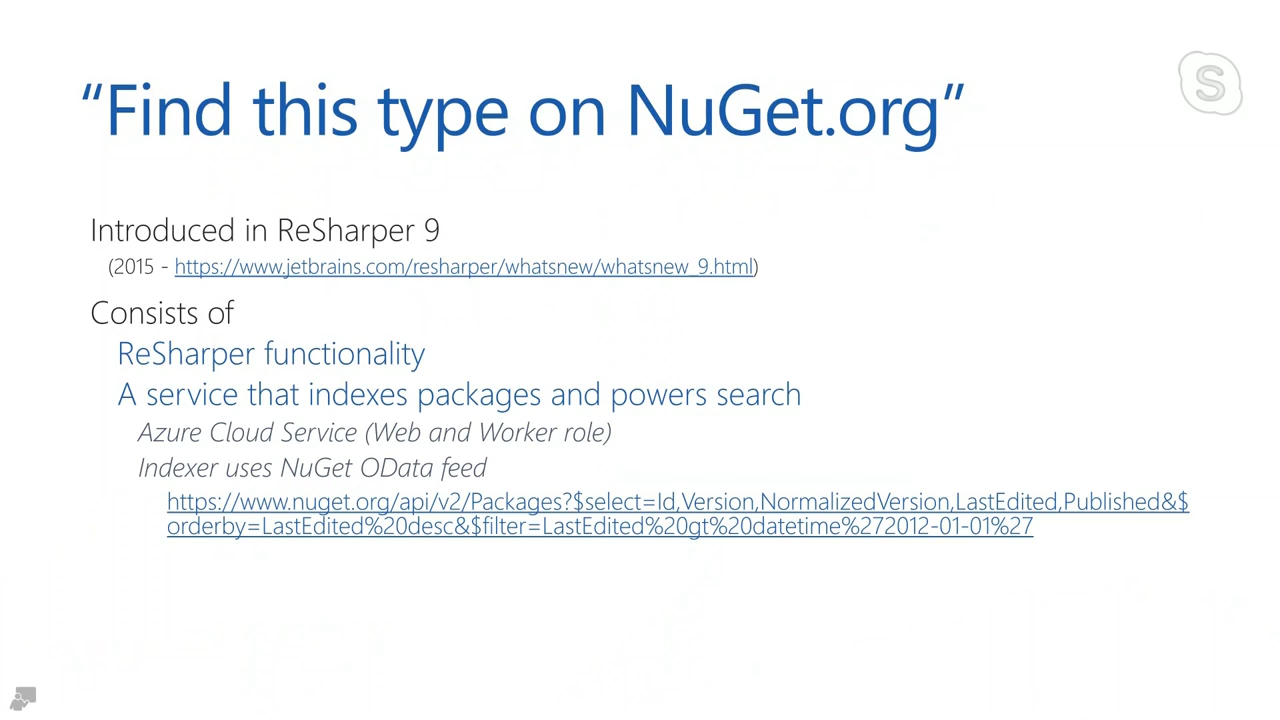 “Find this type on NuGet.org”
S
Introduced in ReSharper 9
(2015 - https://www.jetbrains.com/resharper/whatsnew/whatsnew_9.html)
Consists of
ReSharper functionality
A service that indexes packages and powers search
Azure Cloud Service (Web and Worker role)
Indexer uses NuGet OData feed
https://www.nuget.org/api/v2/Packages?$select=Id,Version,NormalizedVersion,LastEdited,Published&$
orderby=LastEdited%20desc&$filter=LastEdited%20gt%20datetime%272012-01-01%27